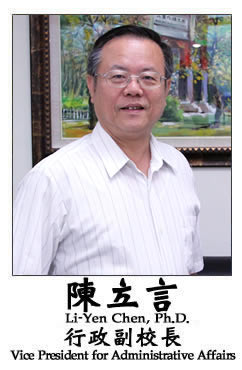 陳立言
Li-Yen Chen, Ph.D.
行政副校長
Vice President for Administrative Affairs